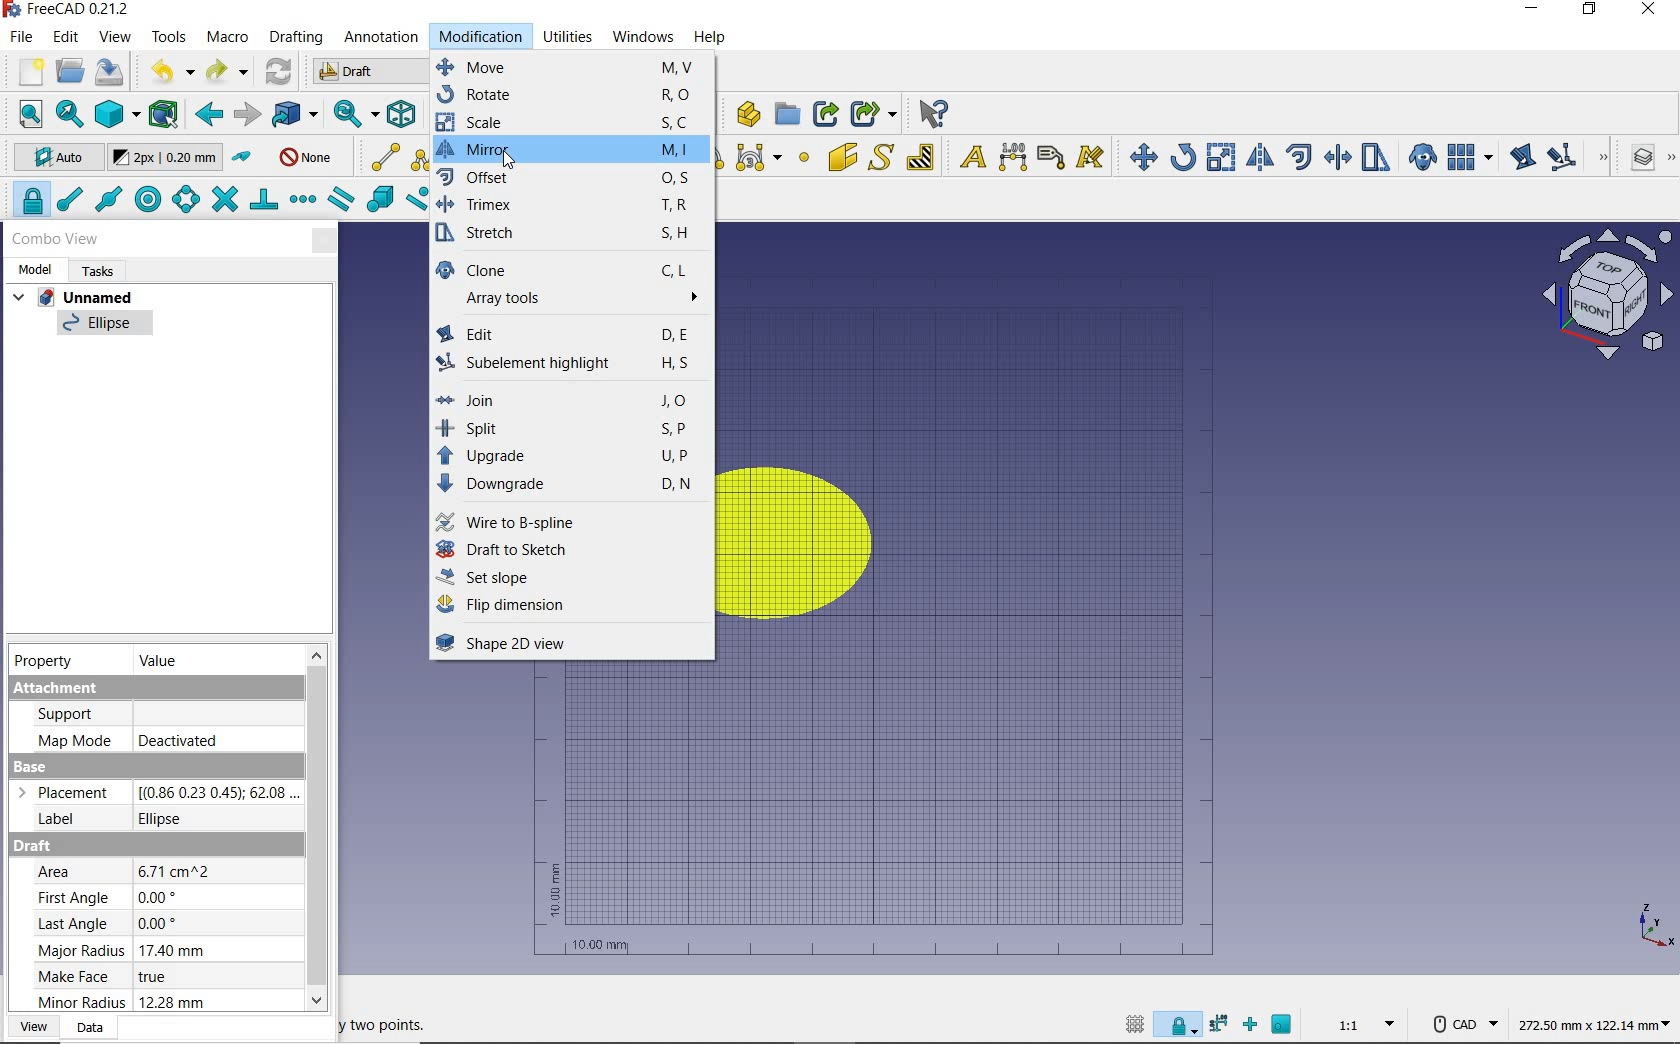 FreeCAD 0.21.2
File Edit View Tools Macro Drafting Annotation Modification Utilities Windows Help
Draft
Move M, V
Rotate R, O
Scale S, C
Auto 2px | 0.20 mm None
Mirror M, I
Offset O, S
Trimex T, R
Stretch S, H
Clone C, L
Array tools
Edit D, E
Subelement highlight H, S
Join J, O
Split S, P
Upgrade U, P
Downgrade D, N
Wire to B-spline
Draft to Sketch
Set slope
Flip dimension
Shape 2D view
1.00
Combo View
Model Tasks
Unnamed
Ellipse
Property Value
Attachment
Support
Map Mode Deactivated
Base
Placement [(0.86 0.23 0.45); 62.08 ...
Label Ellipse
Draft
Area 6.71 cm^2
First Angle 0.00 °
Last Angle 0.00 °
Major Radius 17.40 mm
Make Face true
Minor Radius 12.28 mm
View Data
TOP
FRONT RIGHT
10.00 mm
10.00 mm
Z
Y
X
y two points.
1:1 CAD 272.50 mm x 122.14 mm